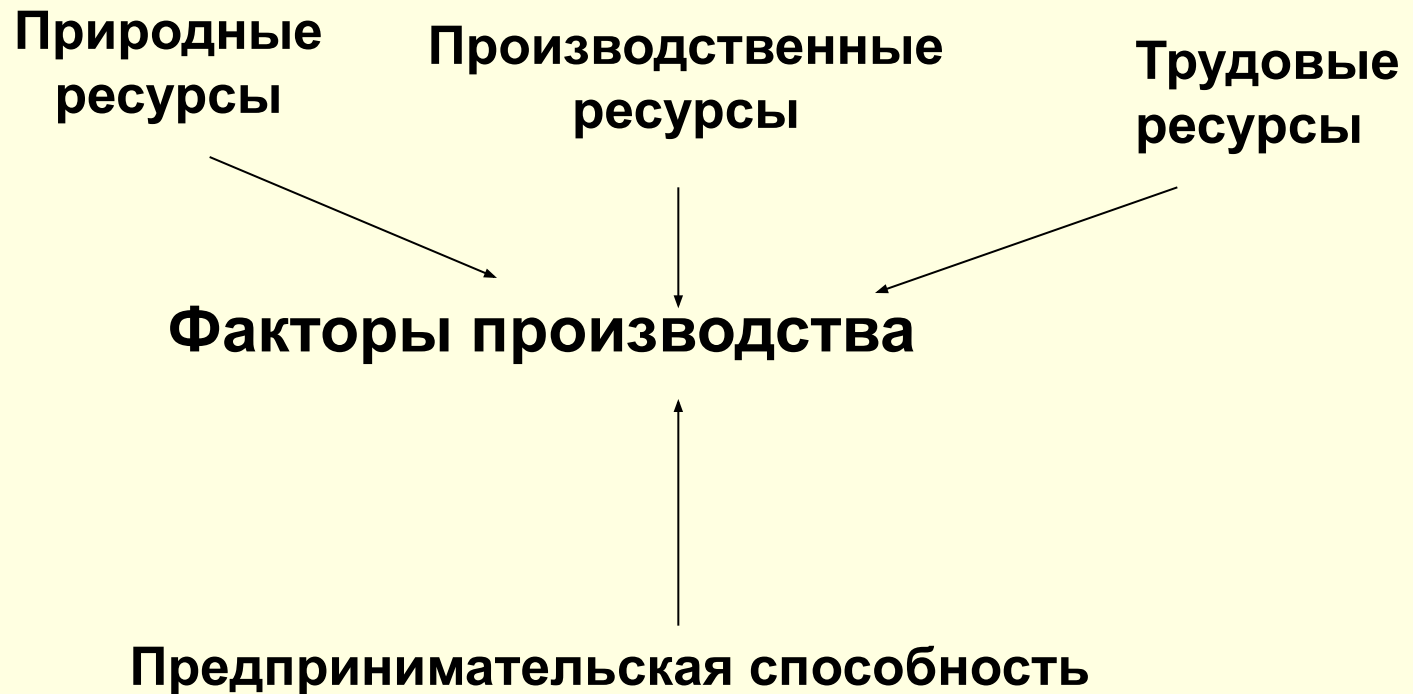 Природные
ресурсы
Производственные
ресурсы
Трудовые
ресурсы
Факторы производства
Предпринимательская способность